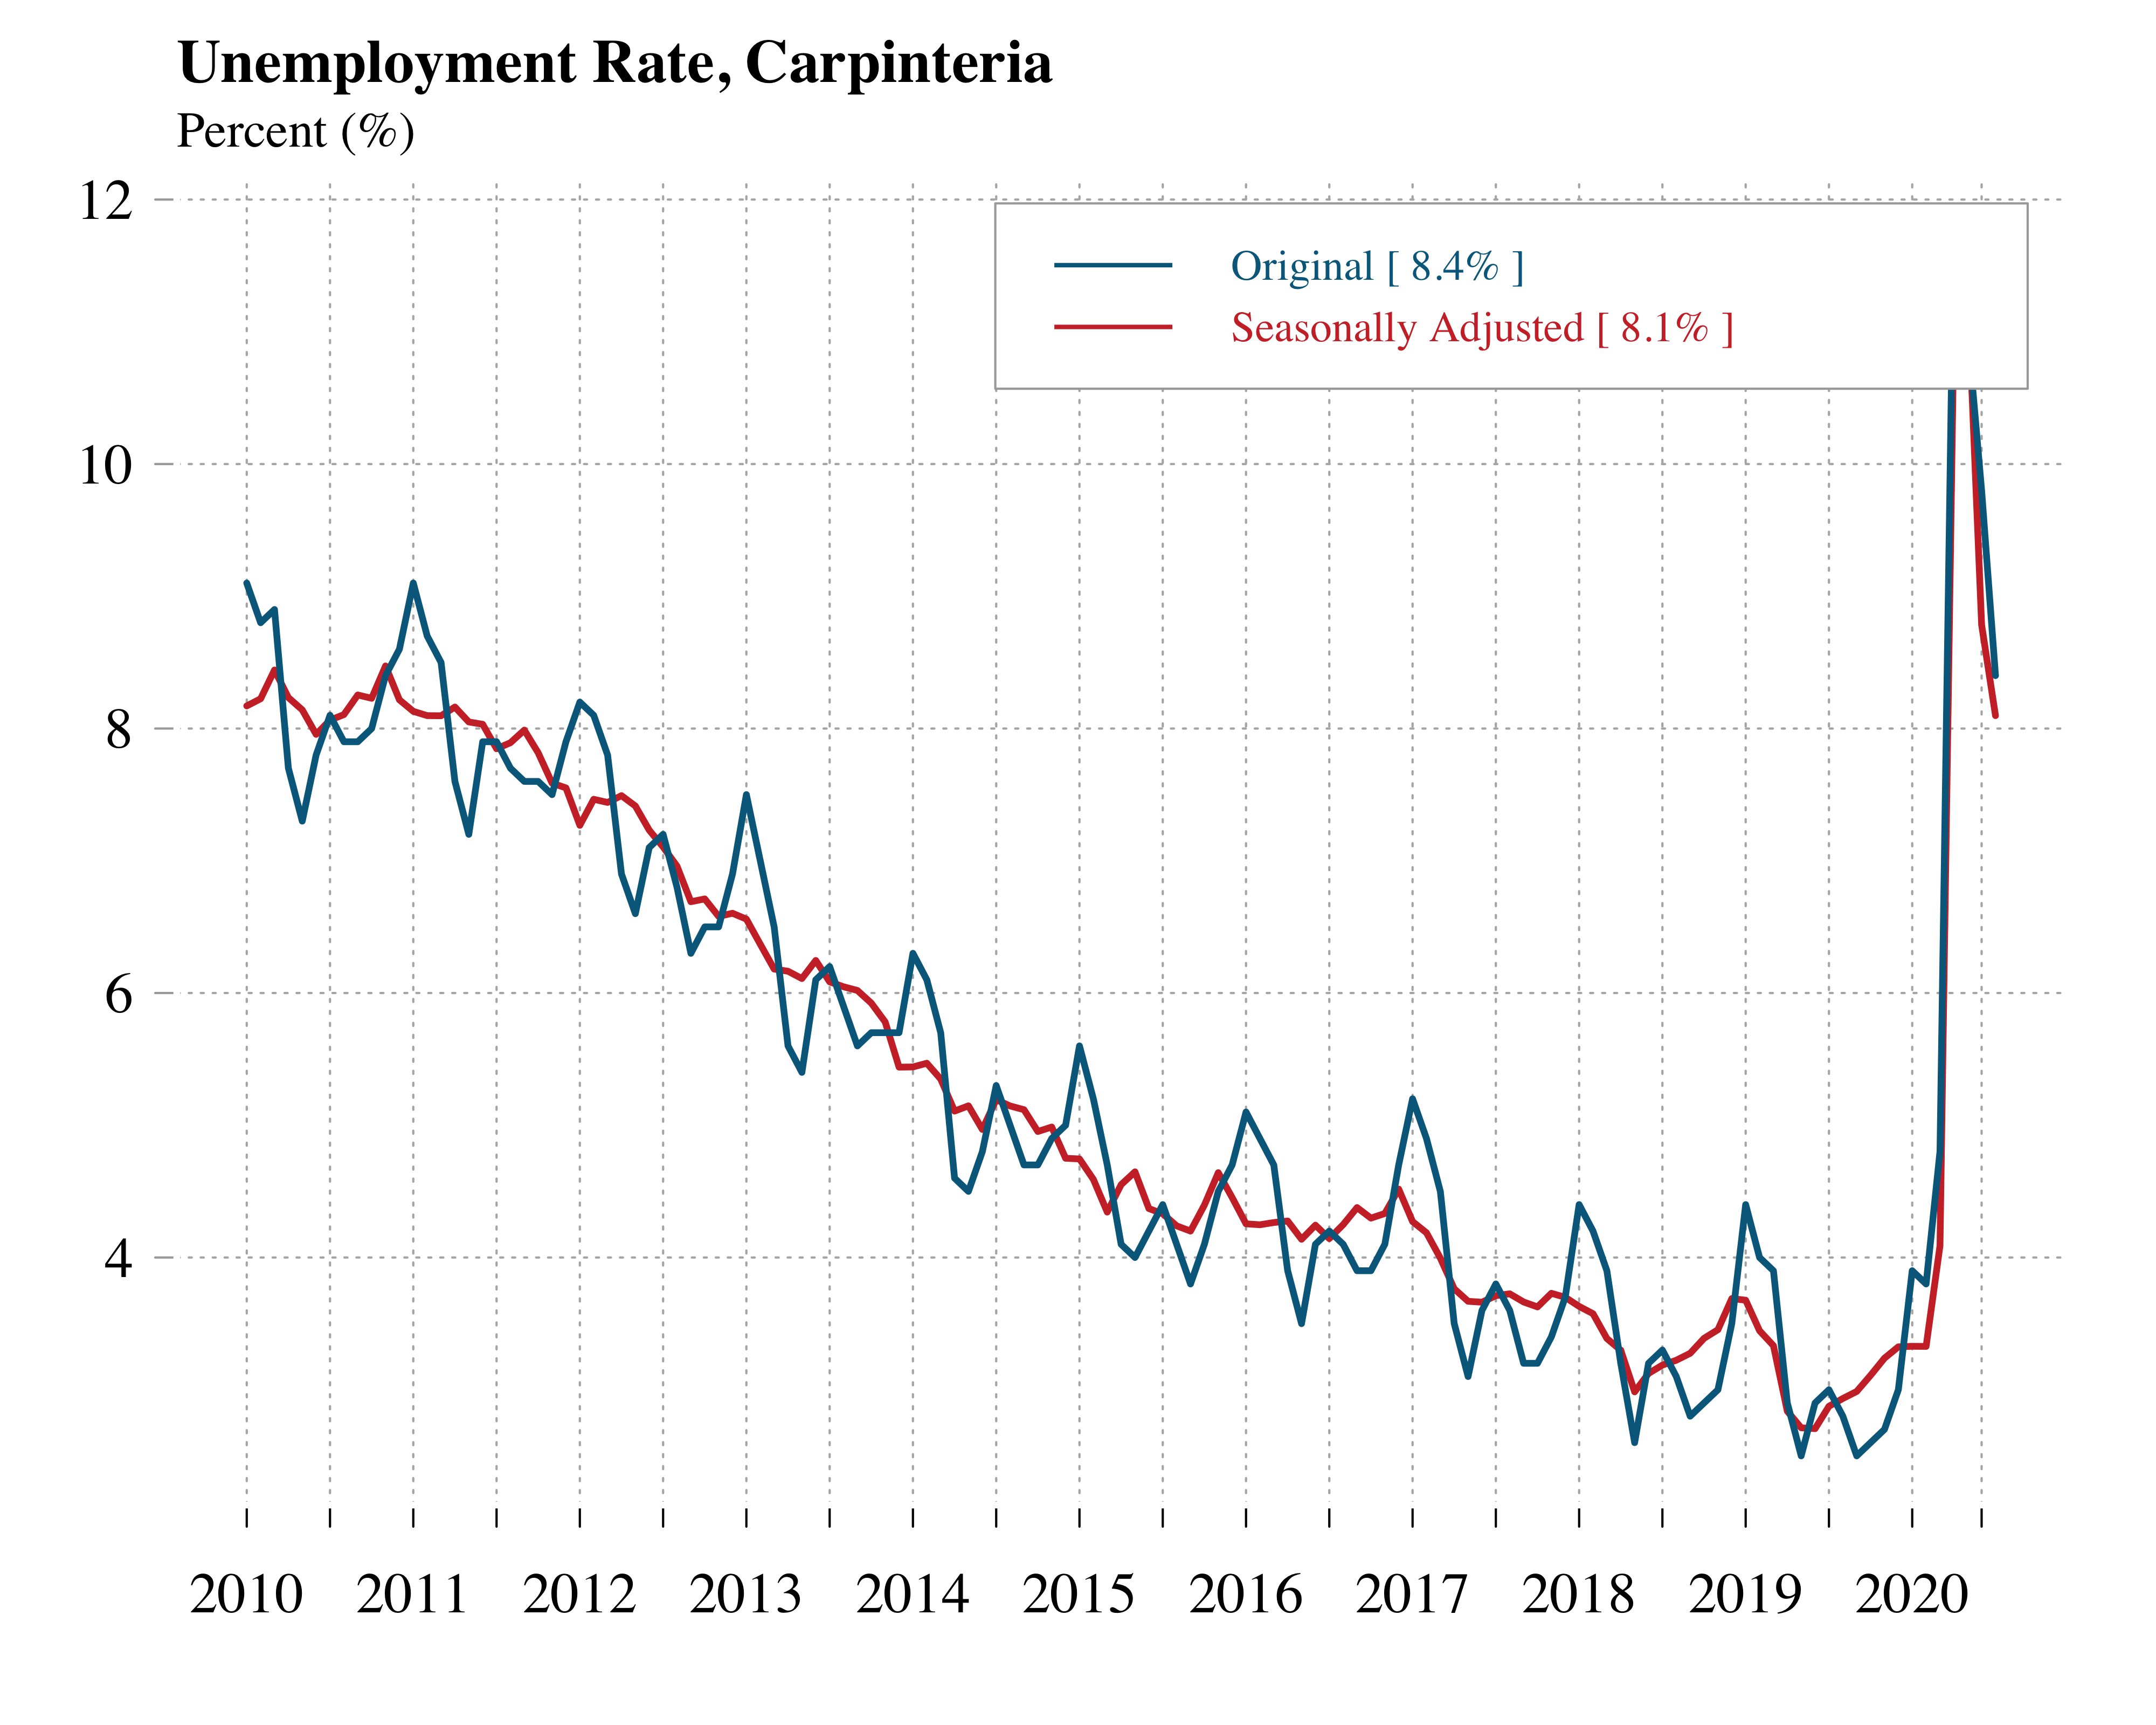 Unemployment Rate, Carpinteria
Percent (%)
12
Original [ 8.4% ]
Seasonally Adjusted [ 8.1% ]
10
8
6
4
2010 2011 2012 2013 2014 2015 2016 2017 2018 2019 2020